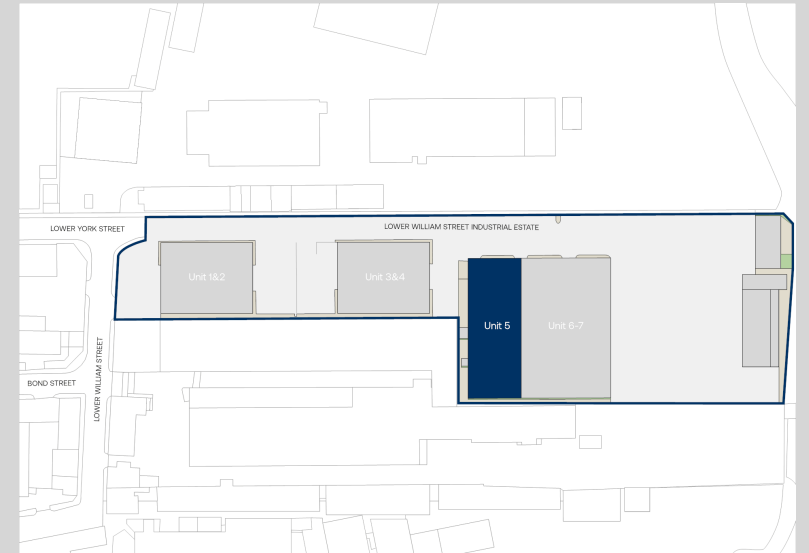 LOWER YORK STREET
LOWER WILLIAM STREET INDUSTRIAL ESTATE
Unit 1&2
Unit 3&4
Unit 5
Unit 6-7
LOWER WILLIAM STREET
BOND STREET